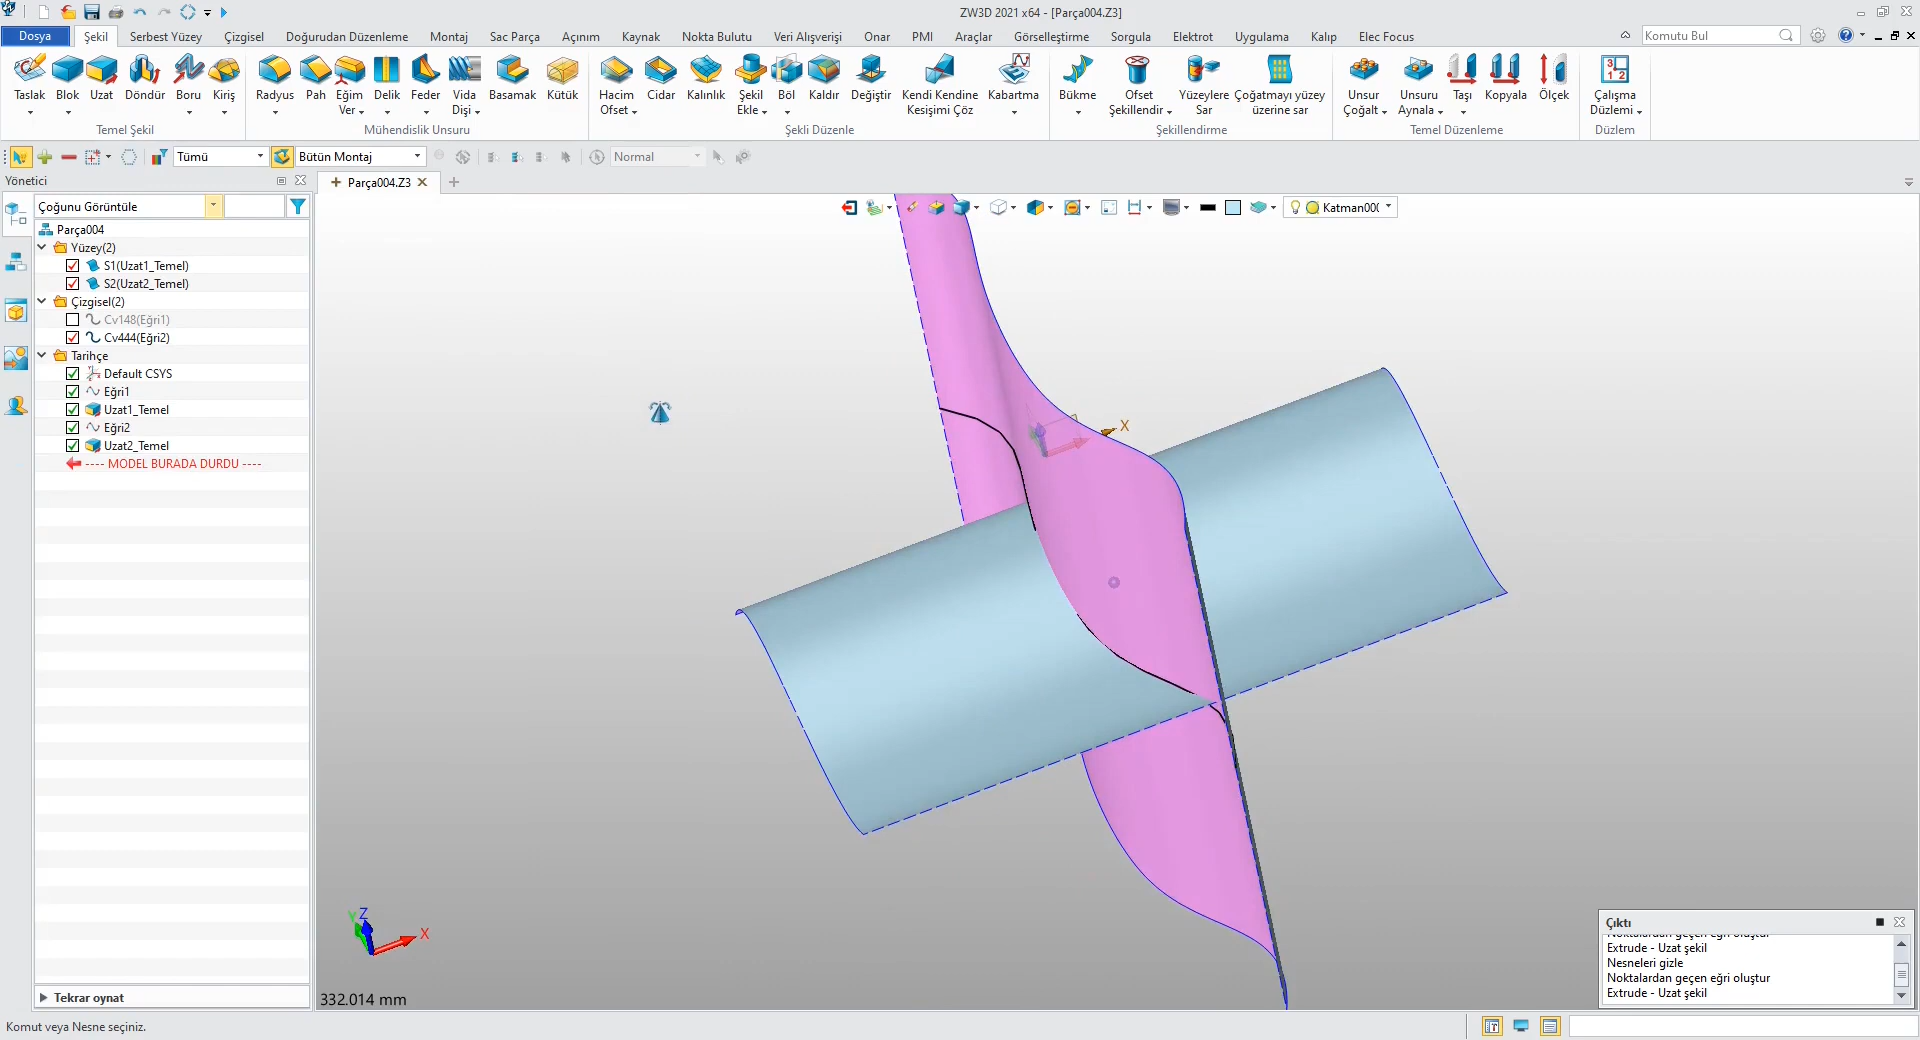 ZW3D 2021 x64 - [Parça004.Z3]
Dosya Şekil Serbest Yüzey Çizgisel Doğurudan Düzenleme Montaj Sac Parça Açınım Kaynak Nokta Bulutu Veri Alışverişi Onar PMI Araçlar Görselleştirme Sorgula Elektrot Uygulama Kalıp Elec Focus Komutu Bul
Taslak Blok Uzat Döndür Boru Kiriş Radyus Pah Eğim Ver Delik Feder Vida Dişi Basamak Kütük Hacim Ofset Cidar Kalınlık Şekil Ekle Böl Kaldır Değiştir Kendi Kendine Kesişimi Çöz Kabartma Bükme Ofset Şekillendir Yüzeylere Sar Çoğatmayı yüzey üzerine sar Unsur Çoğalt Unsuru Aynala Taşı Kopyala Ölçek Çalışma Düzlemi
Temel Şekil Mühendislik Unsuru Şekli Düzenle Şekillendirme Temel Düzenleme Düzlem
Tümü Bütün Montaj Normal
Yönetici Parça004.Z3
Çoğunu Görüntüle Katman000
Parça004
Yüzey(2)
S1(Uzat1_Temel)
S2(Uzat2_Temel)
Çizgisel(2)
Cv148(Eğri1)
Cv444(Eğri2)
Tarihçe
Default CSYS
Eğri1
Uzat1_Temel
Eğri2
Uzat2_Temel
---- MODEL BURADA DURDU ----
X
Y Z
X
Çıktı
Noktalardan geçen eğri oluştur
Extrude - Uzat şekil
Nesneleri gizle
Noktalardan geçen eğri oluştur
Extrude - Uzat şekil
Tekrar oynat
332.014 mm
Komut veya Nesne seçiniz.